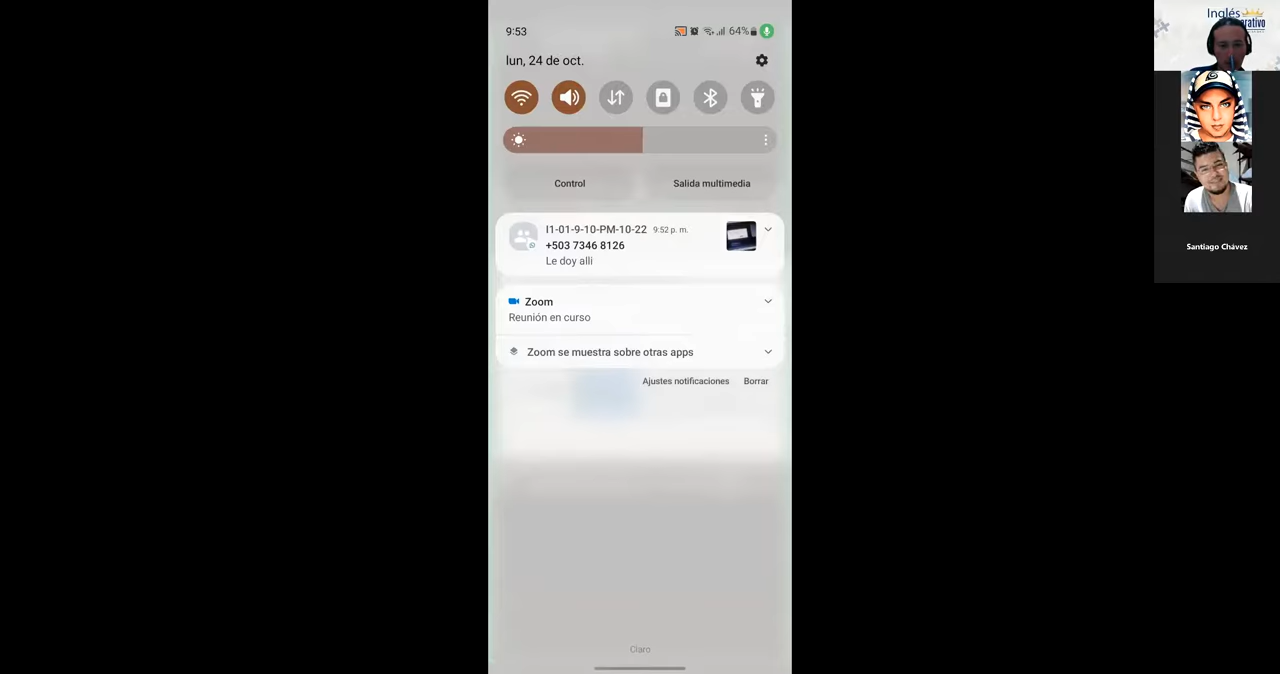 9:53
64%
lun, 24 de oct.
Control
Salida multimedia
I1-01-9-10-PM-10-22 9:52 p. m.
+503 7346 8126
Le doy alli
Zoom
Reunión en curso
Zoom se muestra sobre otras apps
Ajustes notificaciones
Borrar
Claro
Inglés
Santiago Chávez